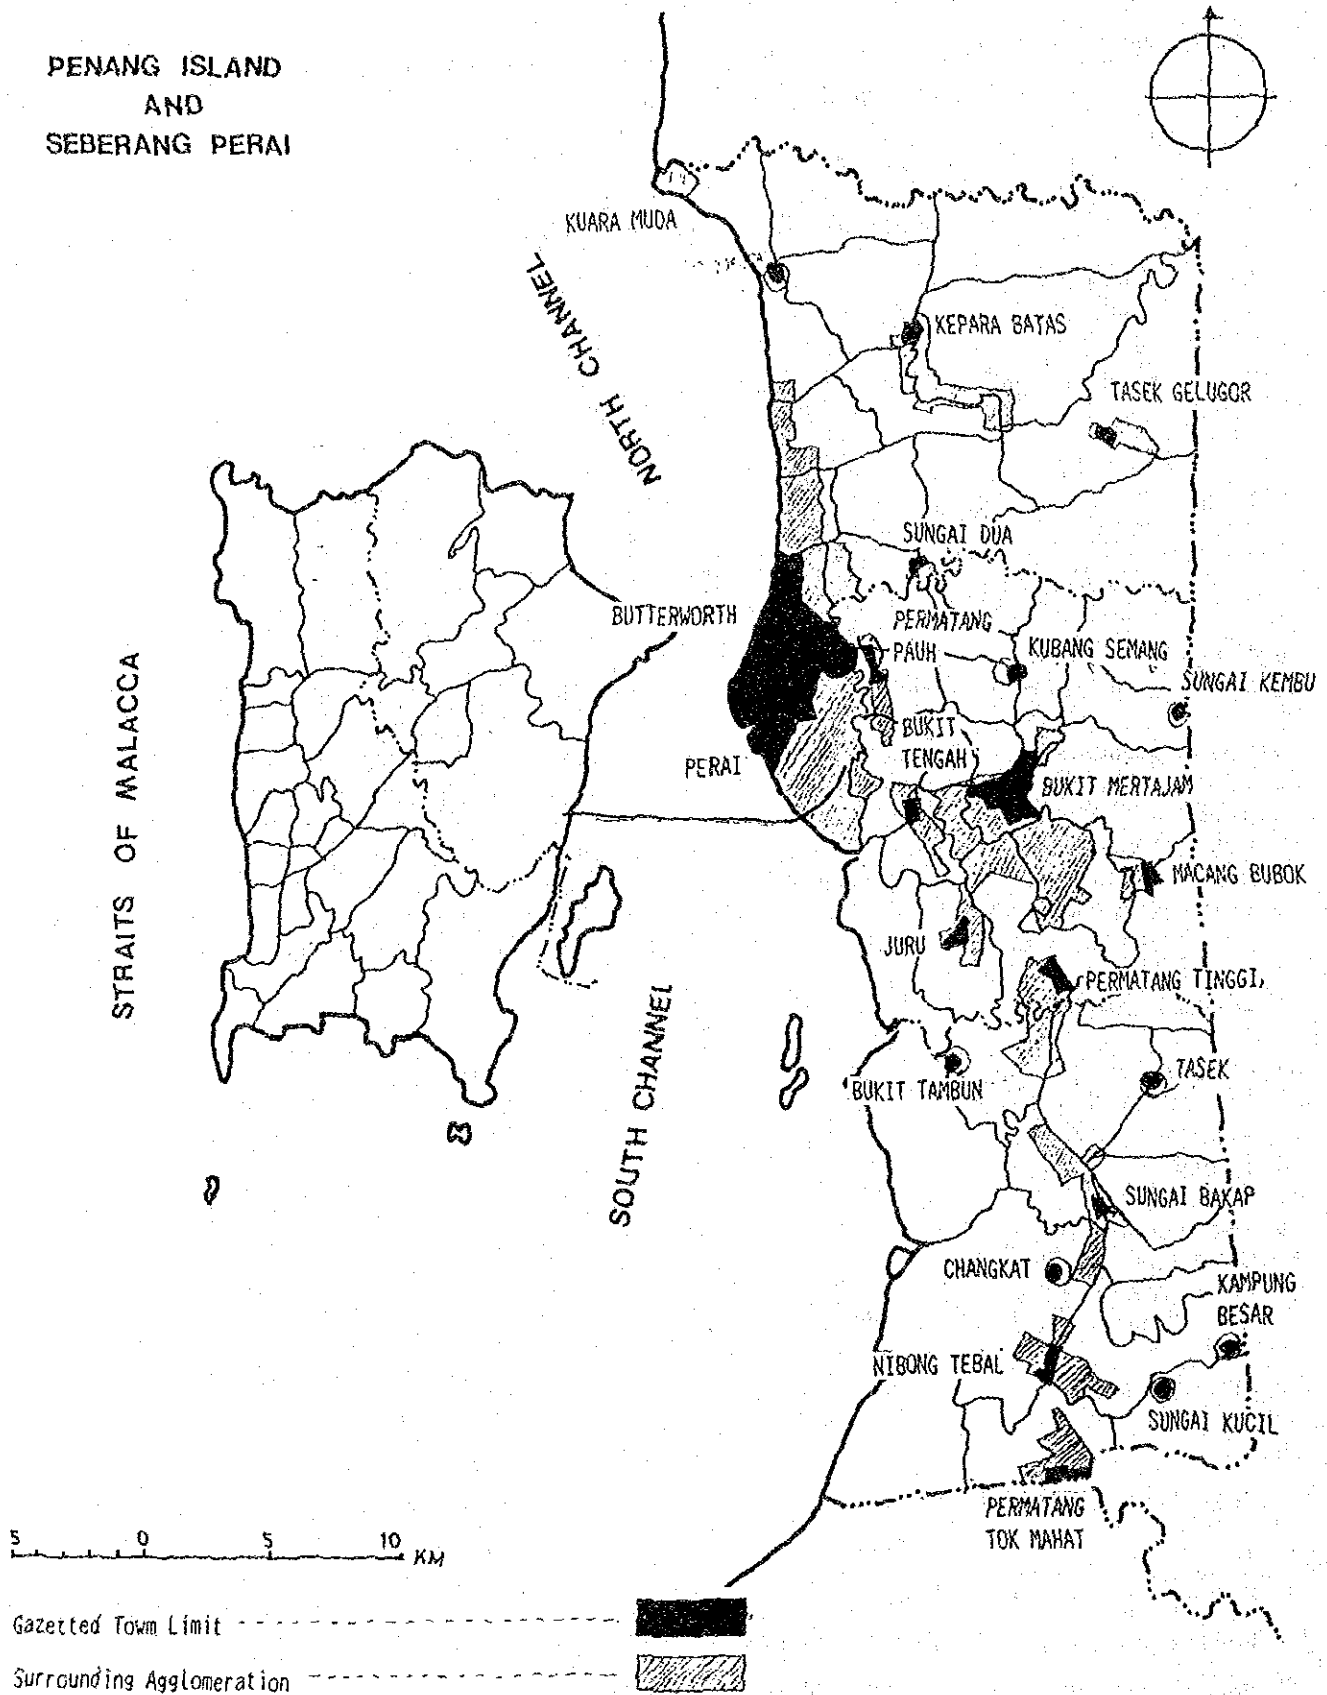 PENANG ISLAND
AND
SEBERANG PERAI
KUARA MUDA
NORTH CHANNEL
KEPARA BATAS
TASEK GELUGOR
SUNGAI DUA
BUTTERWORTH
PERMATANG
PAUH
KUBANG SEMANG
SUNGAI KEMBU
STRAITS OF MALACCA
BUKIT
TENGAH
PERAI
BUKIT MERTAJAM
MACANG BUBOK
JURU
PERMATANG TINGGI,
SOUTH CHANNEL
BUKIT TAMBUN
TASEK
SUNGAI BAKAP
CHANGKAT
KAMPUNG
BESAR
NIBONG TEBAL
SUNGAI KUCIL
PERMATANG
TOK MAHAT
5 0 5 10 KM
Gazetted Towm Limit
Surrounding Agglomeration